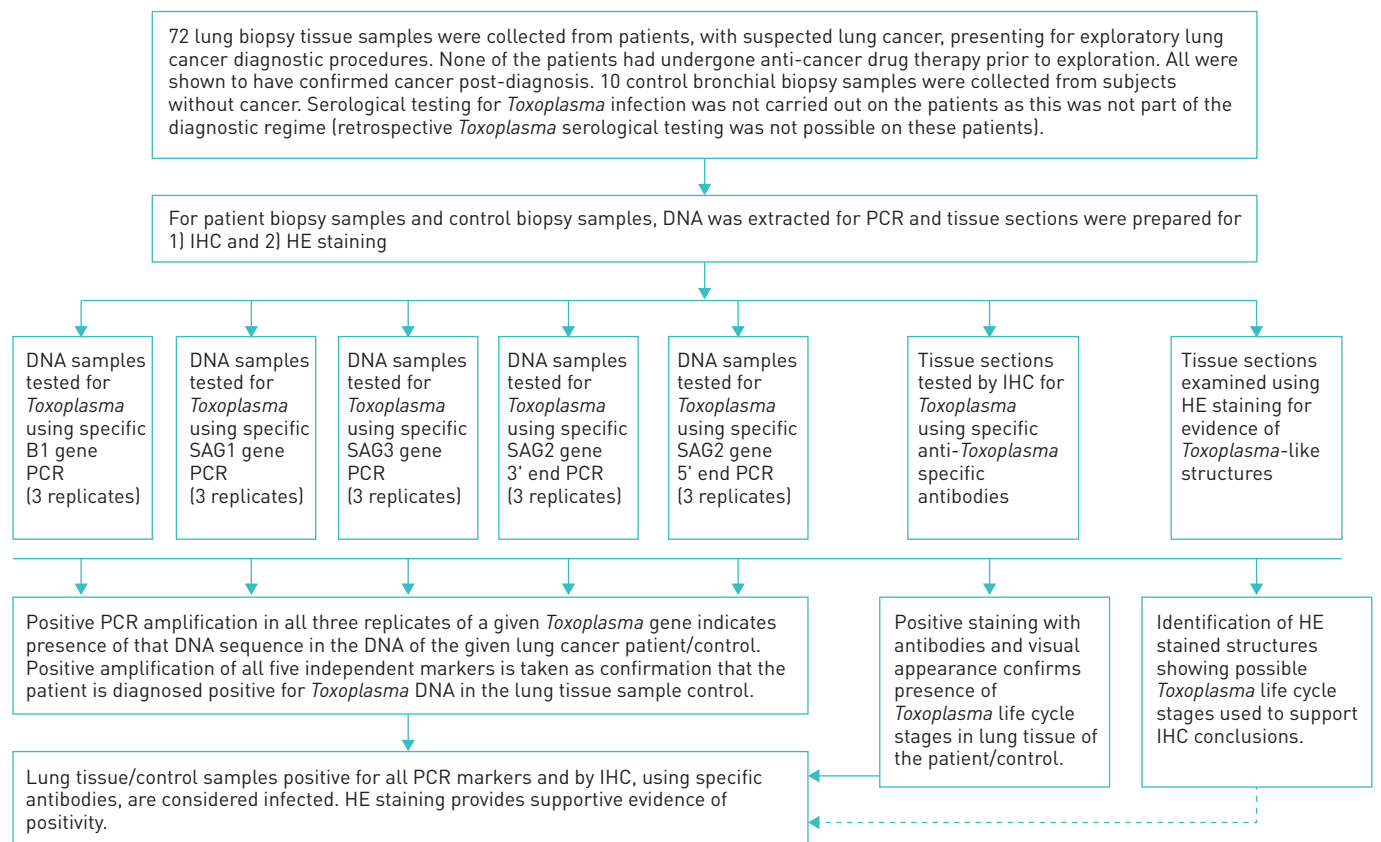 72 lung biopsy tissue samples were collected from patients, with suspected lung cancer, presenting for exploratory lung
cancer diagnostic procedures. None of the patients had undergone anti-cancer drug therapy prior to exploration. All were
shown to have confirmed cancer post-diagnosis. 10 control bronchial biopsy samples were collected from subjects
without cancer. Serological testing for Toxoplasma infection was not carried out on the patients as this was not part of the
diagnostic regime (retrospective Toxoplasma serological testing was not possible on these patients).
For patient biopsy samples and control biopsy samples, DNA was extracted for PCR and tissue sections were prepared for
1) IHC and 2) HE staining
DNA samples
tested for
Toxoplasma
using specific
B1 gene
PCR
(3 replicates)
DNA samples
tested for
Toxoplasma
using specific
SAG1 gene
PCR
(3 replicates)
DNA samples
tested for
Toxoplasma
using specific
SAG3 gene
PCR
(3 replicates)
DNA samples
tested for
Toxoplasma
using specific
SAG2 gene
3' end PCR
(3 replicates)
DNA samples
tested for
Toxoplasma
using specific
SAG2 gene
5' end PCR
(3 replicates)
Tissue sections
tested by IHC for
Toxoplasma
using specific
anti-Toxoplasma
specific
antibodies
Tissue sections
examined using
HE staining for
evidence of
Toxoplasma-like
structures
Positive PCR amplification in all three replicates of a given Toxoplasma gene indicates
presence of that DNA sequence in the DNA of the given lung cancer patient/control.
Positive amplification of all five independent markers is taken as confirmation that the
patient is diagnosed positive for Toxoplasma DNA in the lung tissue sample control.
Positive staining with
antibodies and visual
appearance confirms
presence of
Toxoplasma life cycle
stages in lung tissue of
the patient/control.
Identification of HE
stained structures
showing possible
Toxoplasma life cycle
stages used to support
IHC conclusions.
Lung tissue/control samples positive for all PCR markers and by IHC, using specific
antibodies, are considered infected. HE staining provides supportive evidence of
positivity.